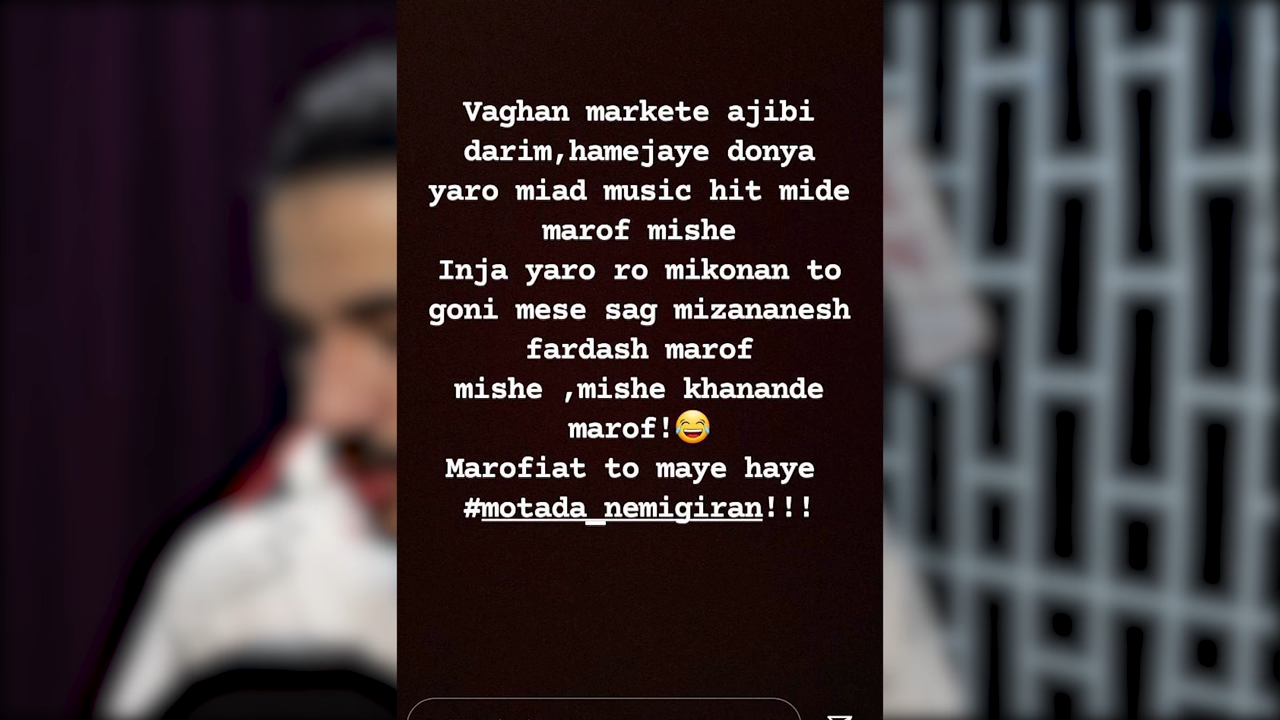 Vaghan markete ajibi
darim,hamejaye donya
yaro miad music hit mide
marof mishe
Inja yaro ro mikonan to
goni mese sag mizananesh
fardash marof
mishe ,mishe khanande
marof!😂
Marofiat to maye haye
#motada_nemigiran!!!